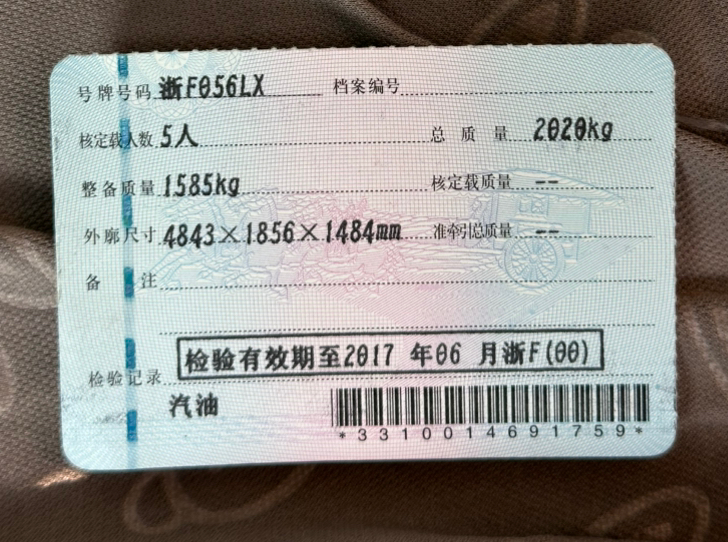 号牌号码 浙F056LX 档案编号
核定载人数 5人 总质量 2020kg
整备质量 1585kg 核定载质量 --
外廓尺寸 4843×1856×1484mm 准牵引总质量 --
备注
检验记录 检验有效期至2017 年06 月浙F(00)
汽油
*3310014691759*